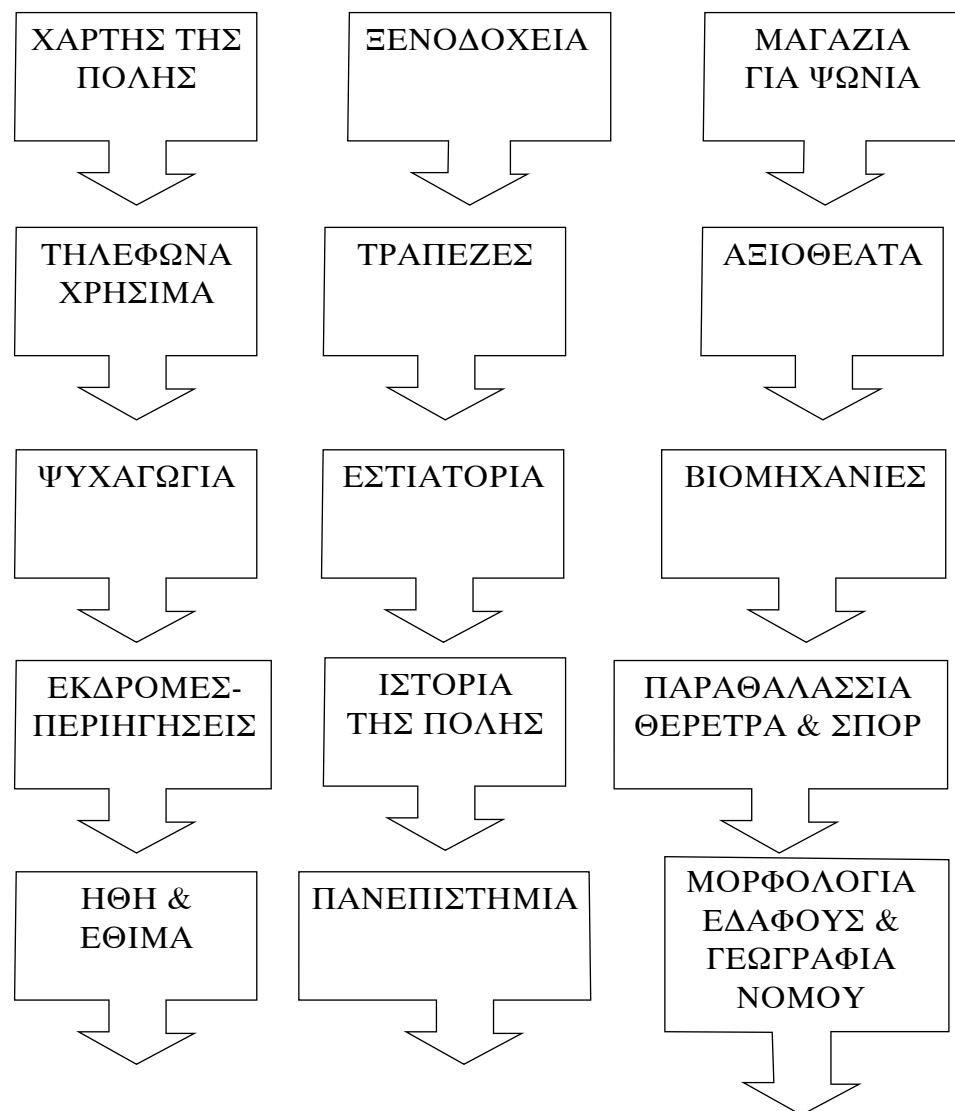 ΧΑΡΤΗΣ ΤΗΣ
ΠΟΛΗΣ
ΞΕΝΟΔΟΧΕΙΑ
ΜΑΓΑΖΙΑ
ΓΙΑ ΨΩΝΙΑ
ΤΗΛΕΦΩΝΑ
ΧΡΗΣΙΜΑ
ΤΡΑΠΕΖΕΣ
ΑΞΙΟΘΕΑΤΑ
ΨΥΧΑΓΩΓΙΑ
ΕΣΤΙΑΤΟΡΙΑ
ΒΙΟΜΗΧΑΝΙΕΣ
ΕΚΔΡΟΜΕΣ-
ΠΕΡΙΗΓΗΣΕΙΣ
ΙΣΤΟΡΙΑ
ΤΗΣ ΠΟΛΗΣ
ΠΑΡΑΘΑΛΑΣΣΙΑ
ΘΕΡΕΤΡΑ & ΣΠΟΡ
ΗΘΗ &
ΕΘΙΜΑ
ΠΑΝΕΠΙΣΤΗΜΙΑ
ΜΟΡΦΟΛΟΓΙΑ
ΕΔΑΦΟΥΣ &
ΓΕΩΓΡΑΦΙΑ
ΝΟΜΟΥ